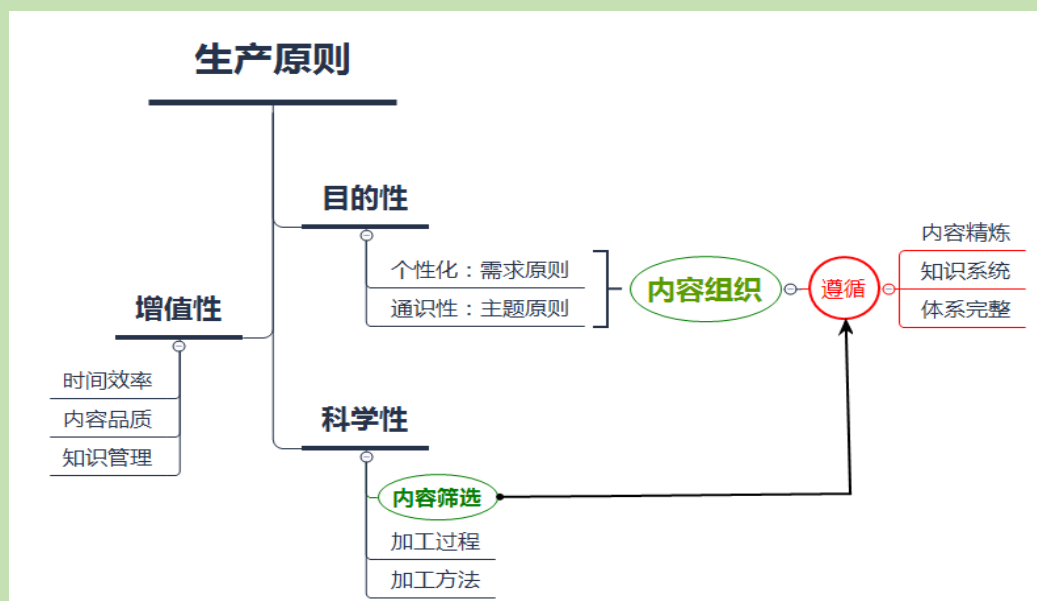 生产原则
目的性
个性化：需求原则
通识性：主题原则
内容组织
遵循
内容精炼
知识系统
体系完整
增值性
时间效率
内容品质
知识管理
科学性
内容筛选
加工过程
加工方法